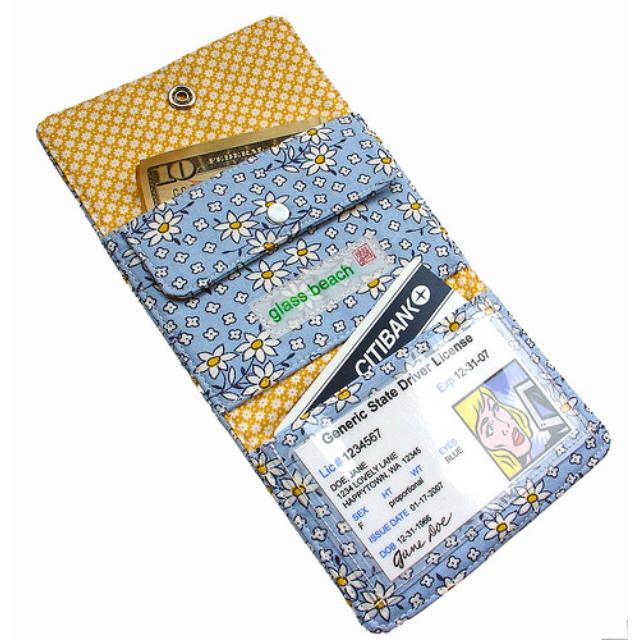 10
FEDERAL
glass beach
CITIBANK
Generic State Driver License
Lic# 1234567
Exp 12-31-07
DOE, JANE
1234 LOVELY LANE
HAPPYTOWN, WA 12345
SEX HT WT EYES
F proportional BLUE
ISSUE DATE 01-17-2007
DOB 12-31-1966
Jane Doe